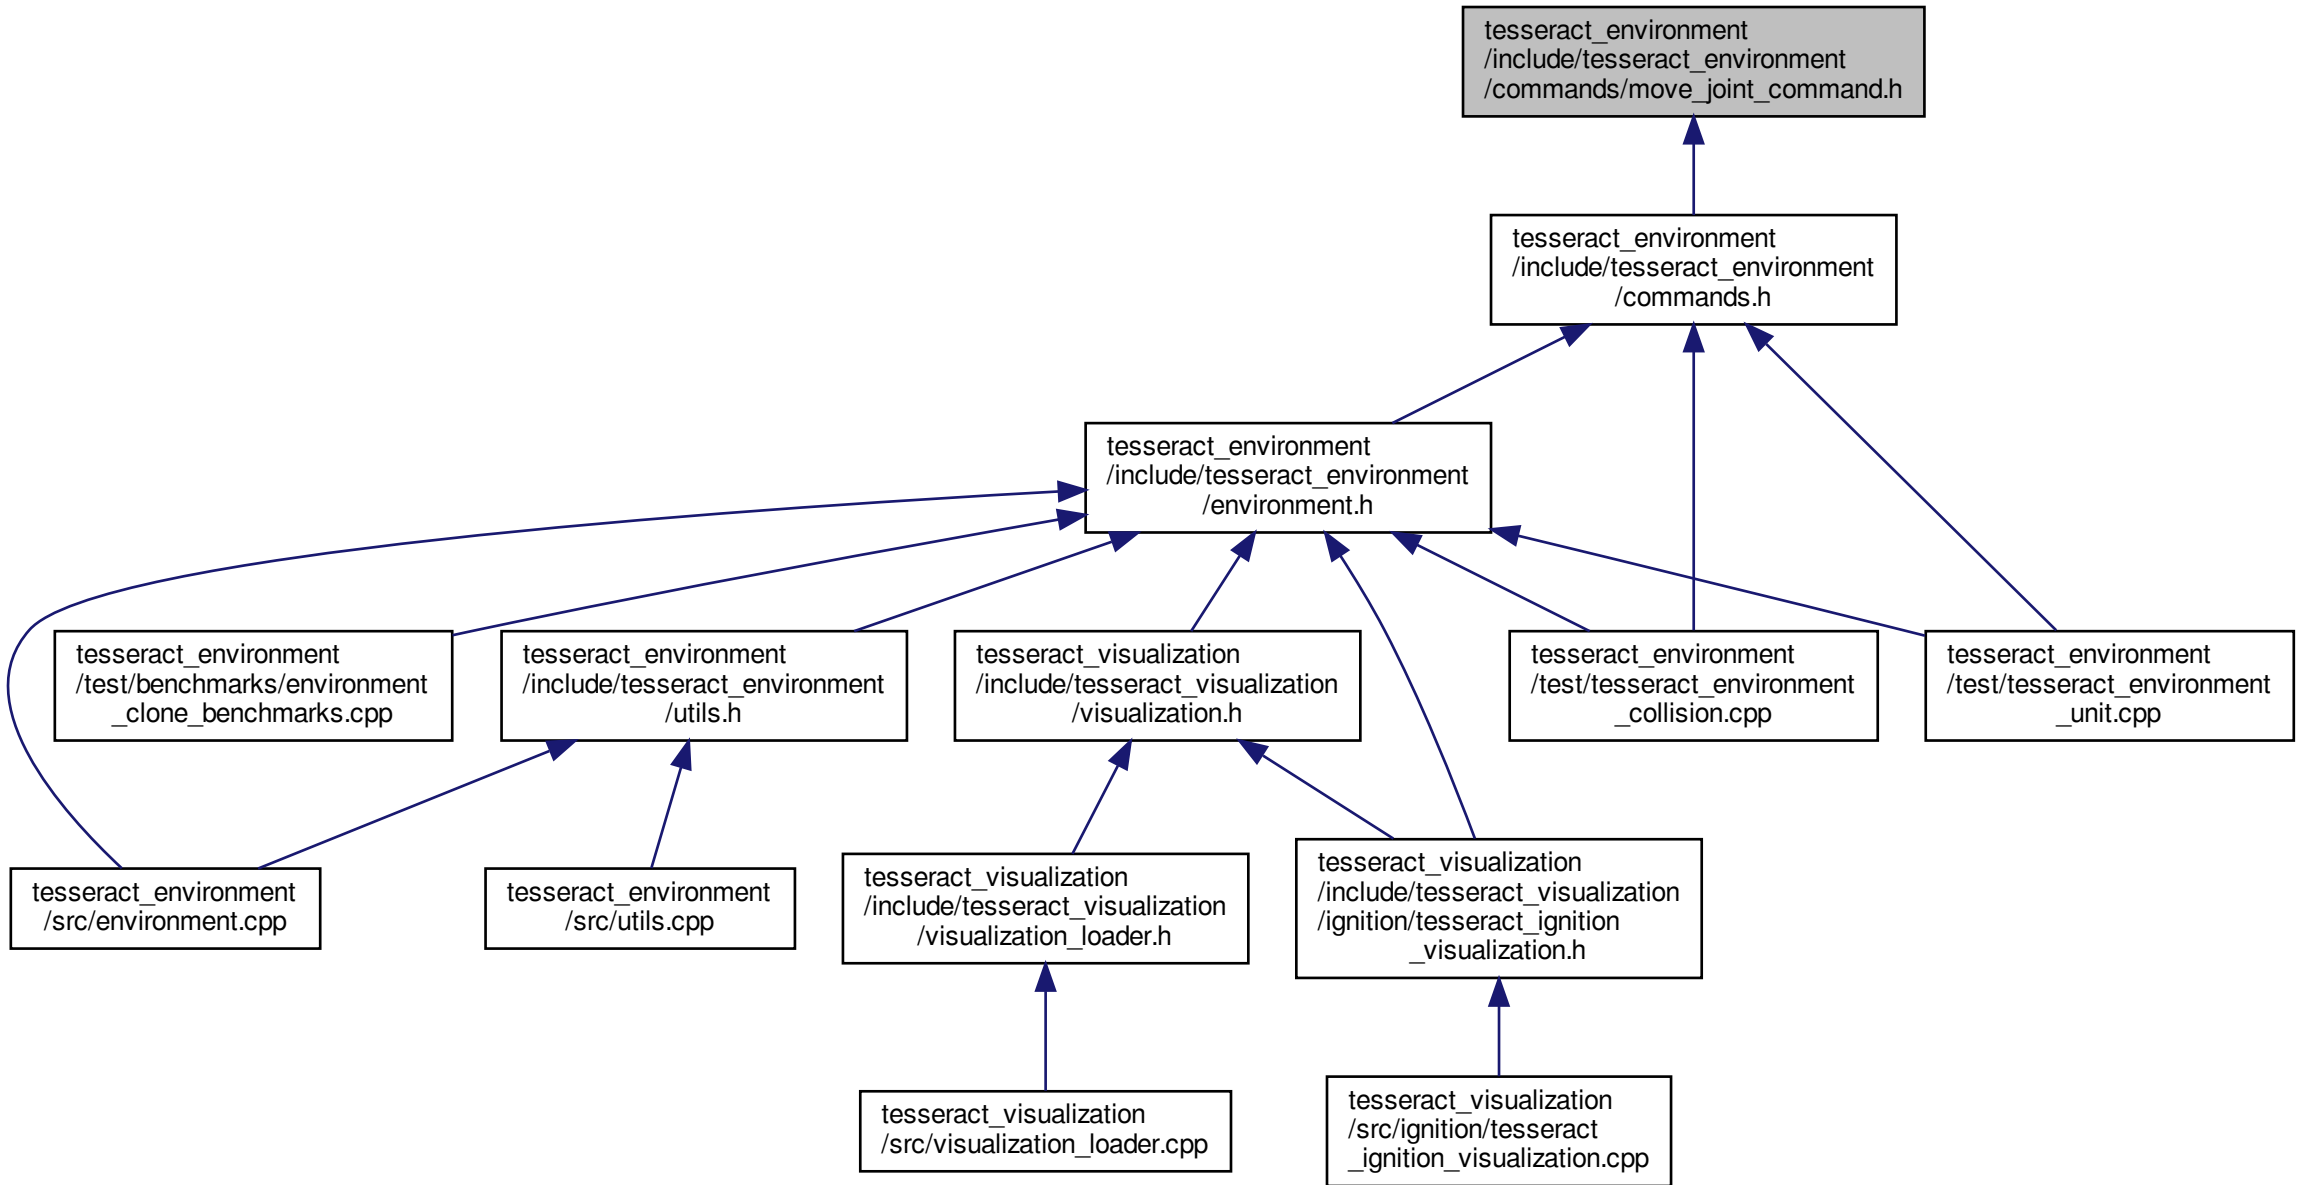 tesseract_environment
/include/tesseract_environment
/commands/move_joint_command.h
tesseract_environment
/include/tesseract_environment
/commands.h
tesseract_environment
/include/tesseract_environment
/environment.h
tesseract_environment
/test/benchmarks/environment
_clone_benchmarks.cpp
tesseract_environment
/include/tesseract_environment
/utils.h
tesseract_visualization
/include/tesseract_visualization
/visualization.h
tesseract_environment
/test/tesseract_environment
_collision.cpp
tesseract_environment
/test/tesseract_environment
_unit.cpp
tesseract_environment
/src/environment.cpp
tesseract_environment
/src/utils.cpp
tesseract_visualization
/include/tesseract_visualization
/visualization_loader.h
tesseract_visualization
/include/tesseract_visualization
/ignition/tesseract_ignition
_visualization.h
tesseract_visualization
/src/visualization_loader.cpp
tesseract_visualization
/src/ignition/tesseract
_ignition_visualization.cpp